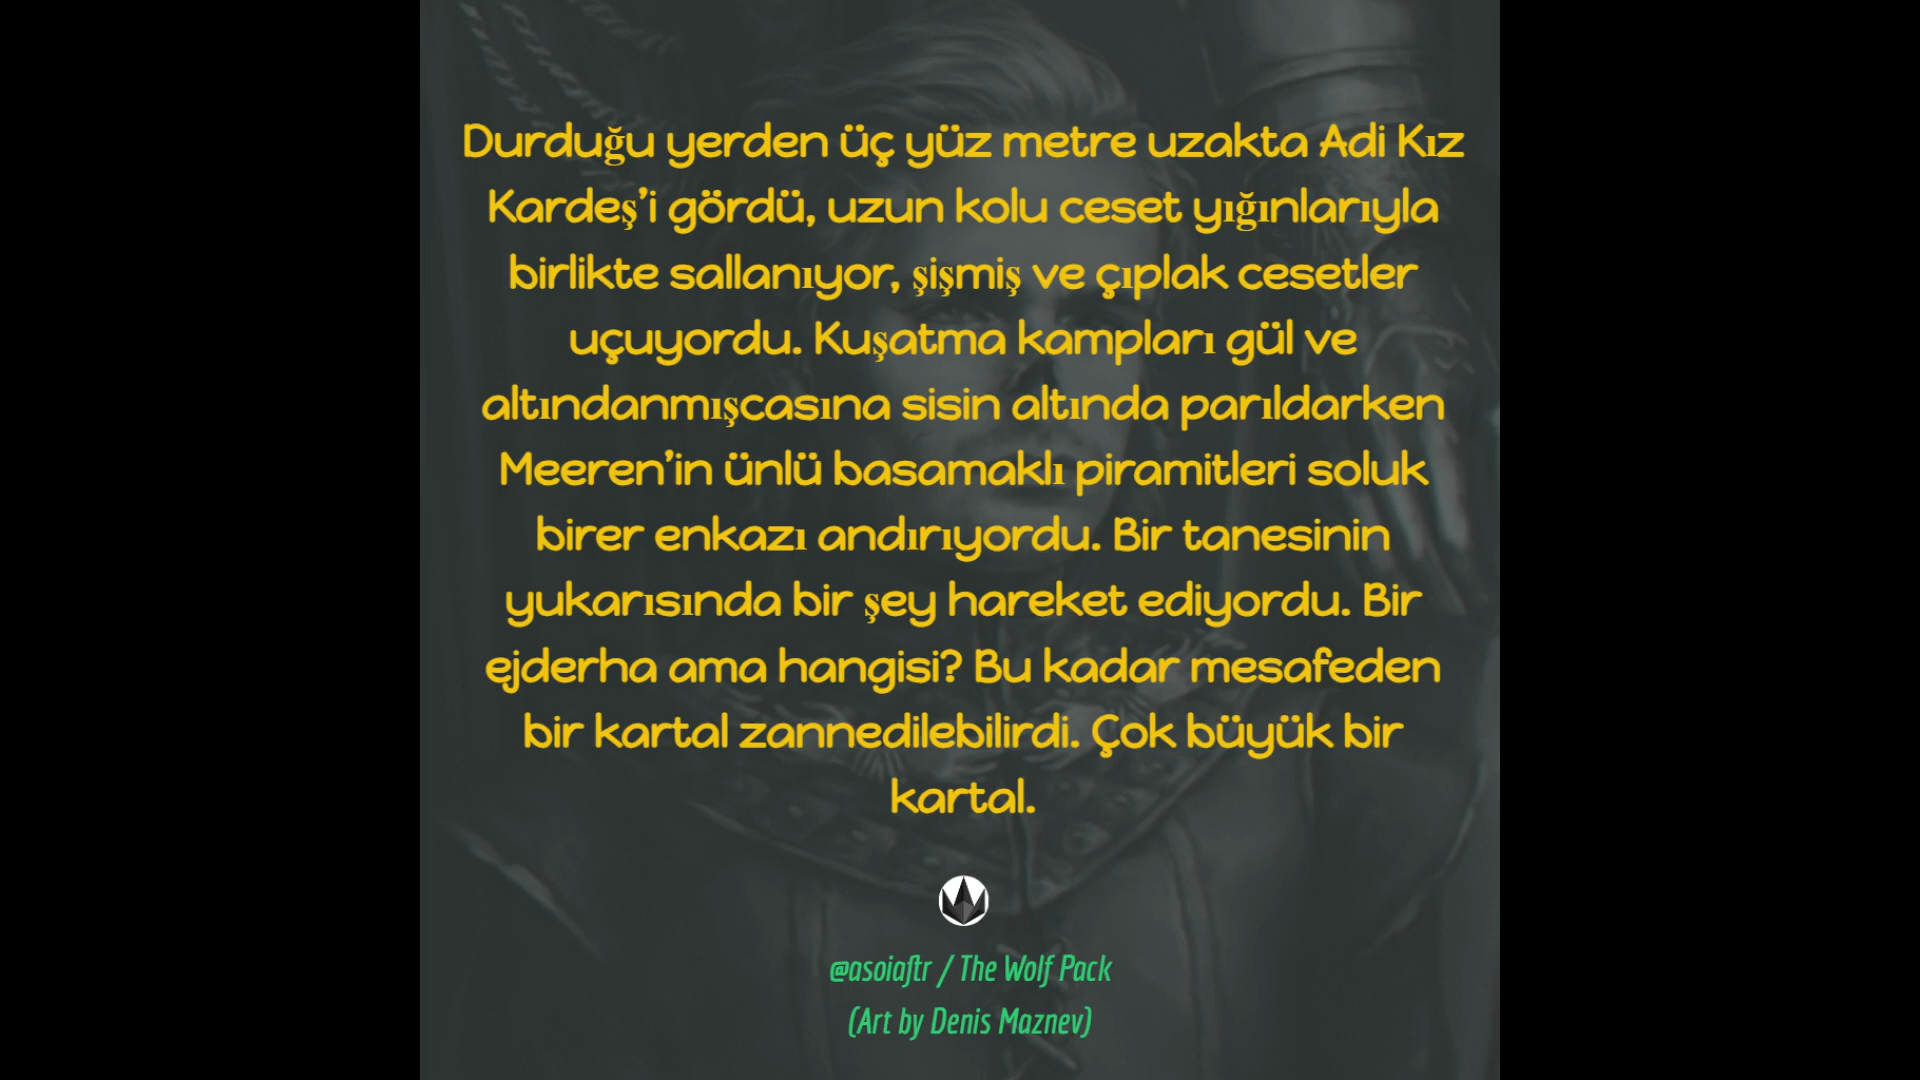 Durduğu yerden üç yüz metre uzakta Adi Kız
Kardeş’i gördü, uzun kolu ceset yığınlarıyla
birlikte sallanıyor, şişmiş ve çıplak cesetler
uçuyordu. Kuşatma kampları gül ve
altındanmışcasına sisin altında parıldarken
Meeren’in ünlü basamaklı piramitleri soluk
birer enkazı andırıyordu. Bir tanesinin
yukarısında bir şey hareket ediyordu. Bir
ejderha ama hangisi? Bu kadar mesafeden
bir kartal zannedilebilirdi. Çok büyük bir
kartal.
@asoiaftr / The Wolf Pack
(Art by Denis Maznev)